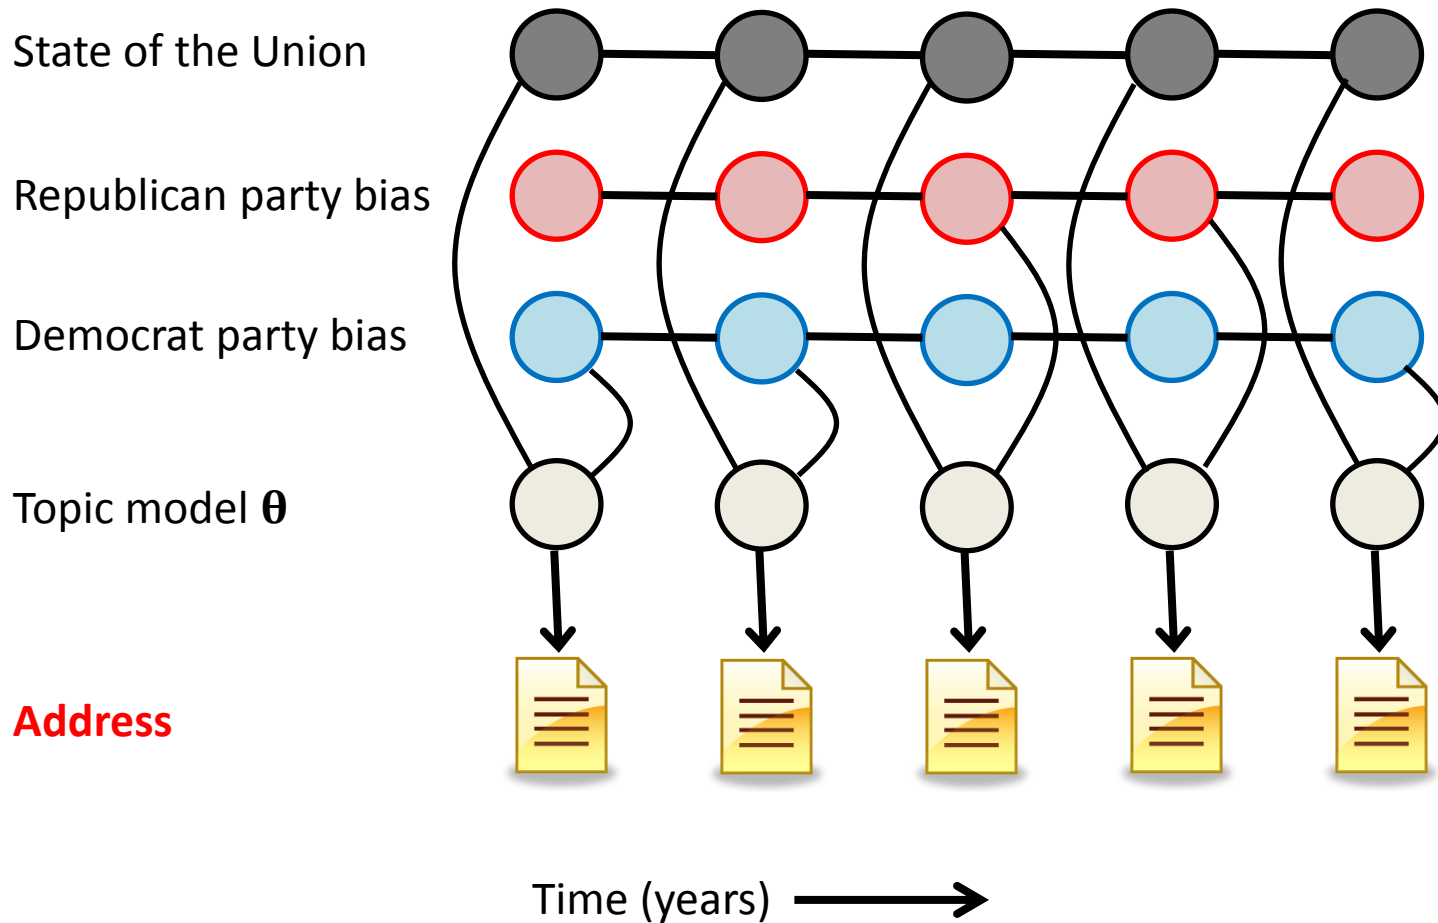 State of the Union
Republican party bias
Democrat party bias
Topic model θ
Address
Time (years)